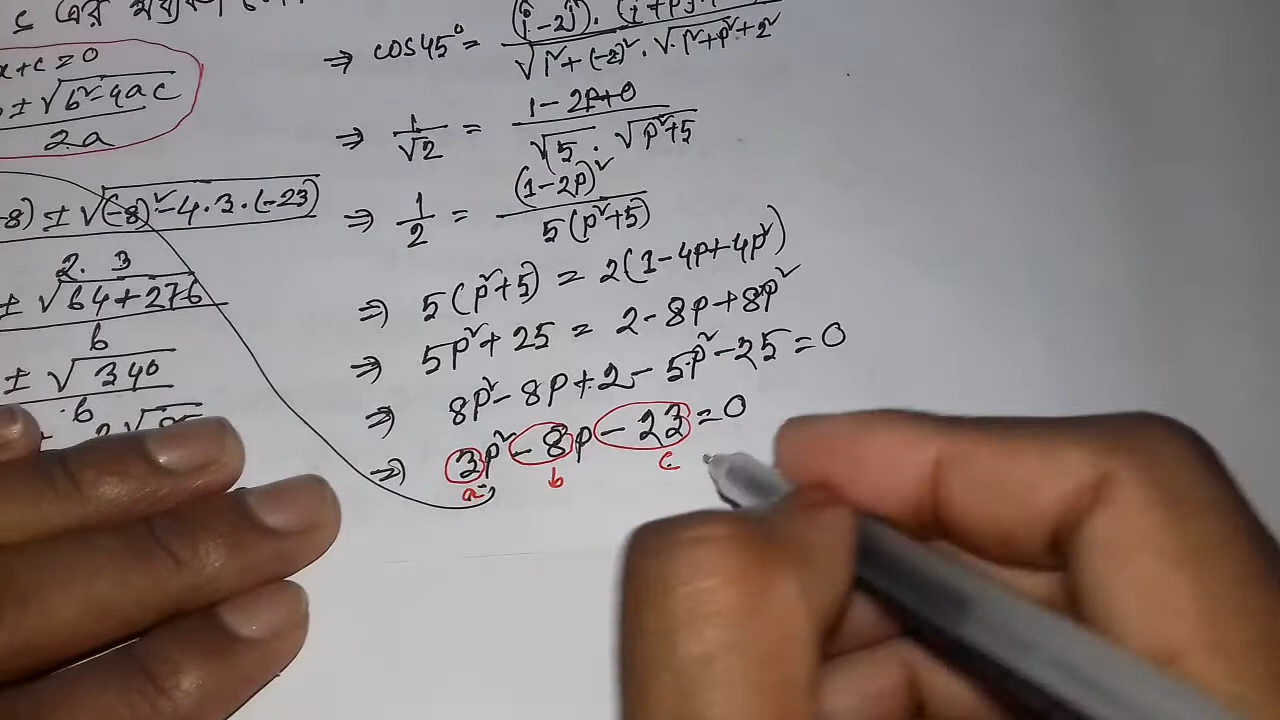 c এর
x+c=0
± √b²-4ac
2a
-8) ± √(-8)²-4.3.(-23)
2. 3
± √64+276
6
± √340
6
⇒ cos45° =
√1²+(-2)² . √1²+p²+2²
⇒ 1/√2 = 1-2p+0 / √5 . √p²+5
⇒ 1/2 = (1-2p)² / 5(p²+5)
⇒ 5(p²+5) = 2(1-4p+4p²)
⇒ 5p²+25 = 2-8p+8p²
⇒ 8p²-8p+2-5p²-25=0
⇒ 3p²-8p-23=0
a b c